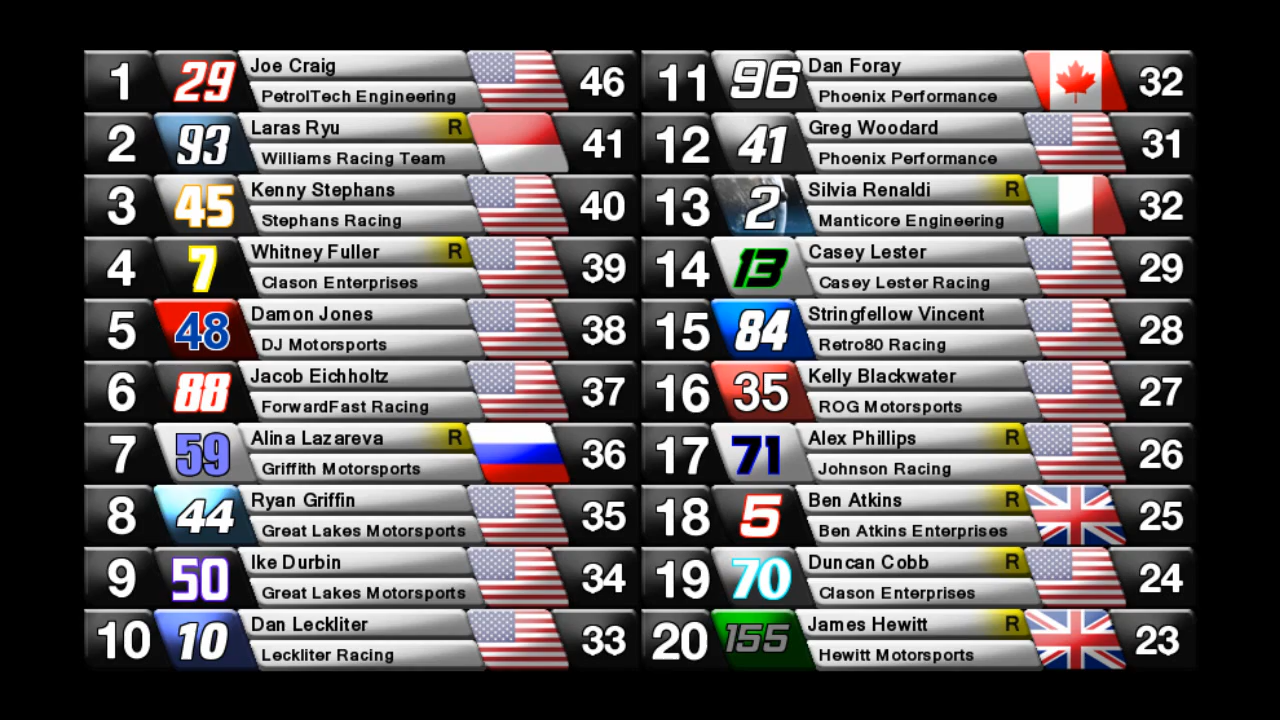 1 29 Joe Craig 46
PetrolTech Engineering
2 93 Laras Ryu R 41
Williams Racing Team
3 45 Kenny Stephans 40
Stephans Racing
4 7 Whitney Fuller R 39
Clason Enterprises
5 48 Damon Jones 38
DJ Motorsports
6 88 Jacob Eichholtz 37
ForwardFast Racing
7 59 Alina Lazareva R 36
Griffith Motorsports
8 44 Ryan Griffin 35
Great Lakes Motorsports
9 50 Ike Durbin 34
Great Lakes Motorsports
10 10 Dan Leckliter 33
Leckliter Racing
11 96 Dan Foray 32
Phoenix Performance
12 41 Greg Woodard 31
Phoenix Performance
13 2 Silvia Renaldi R 32
Manticore Engineering
14 13 Casey Lester 29
Casey Lester Racing
15 84 Stringfellow Vincent 28
Retro80 Racing
16 35 Kelly Blackwater 27
ROG Motorsports
17 71 Alex Phillips R 26
Johnson Racing
18 5 Ben Atkins R 25
Ben Atkins Enterprises
19 70 Duncan Cobb R 24
Clason Enterprises
20 155 James Hewitt R 23
Hewitt Motorsports